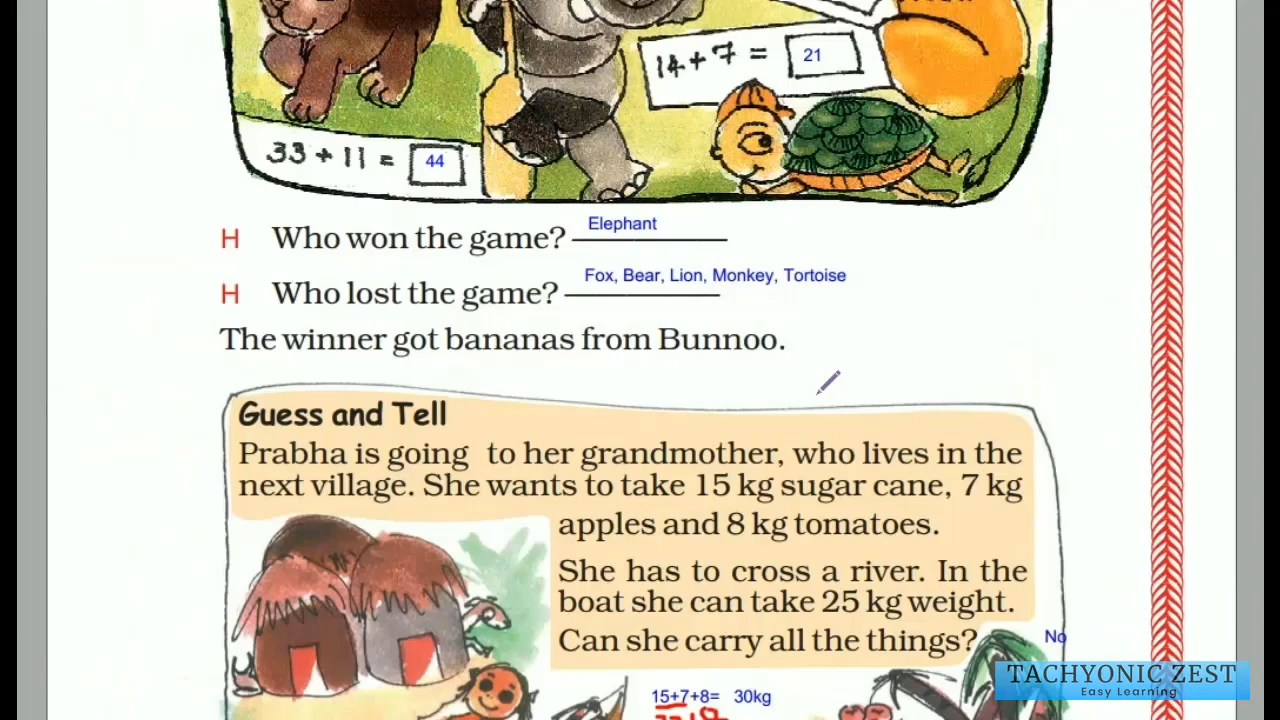 14+7 = 21
33 + 11 = 44
H Who won the game? Elephant
H Who lost the game? Fox, Bear, Lion, Monkey, Tortoise
The winner got bananas from Bunnoo.
Guess and Tell
Prabha is going to her grandmother, who lives in the
next village. She wants to take 15 kg sugar cane, 7 kg
apples and 8 kg tomatoes.
She has to cross a river. In the
boat she can take 25 kg weight.
Can she carry all the things? No
TACHYONIC ZEST
Easy Learning
15+7+8= 30kg